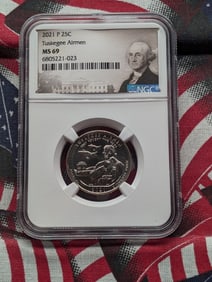 2021 P 25C
Tuskegee Airmen
MS 69
6805221-023
NGC